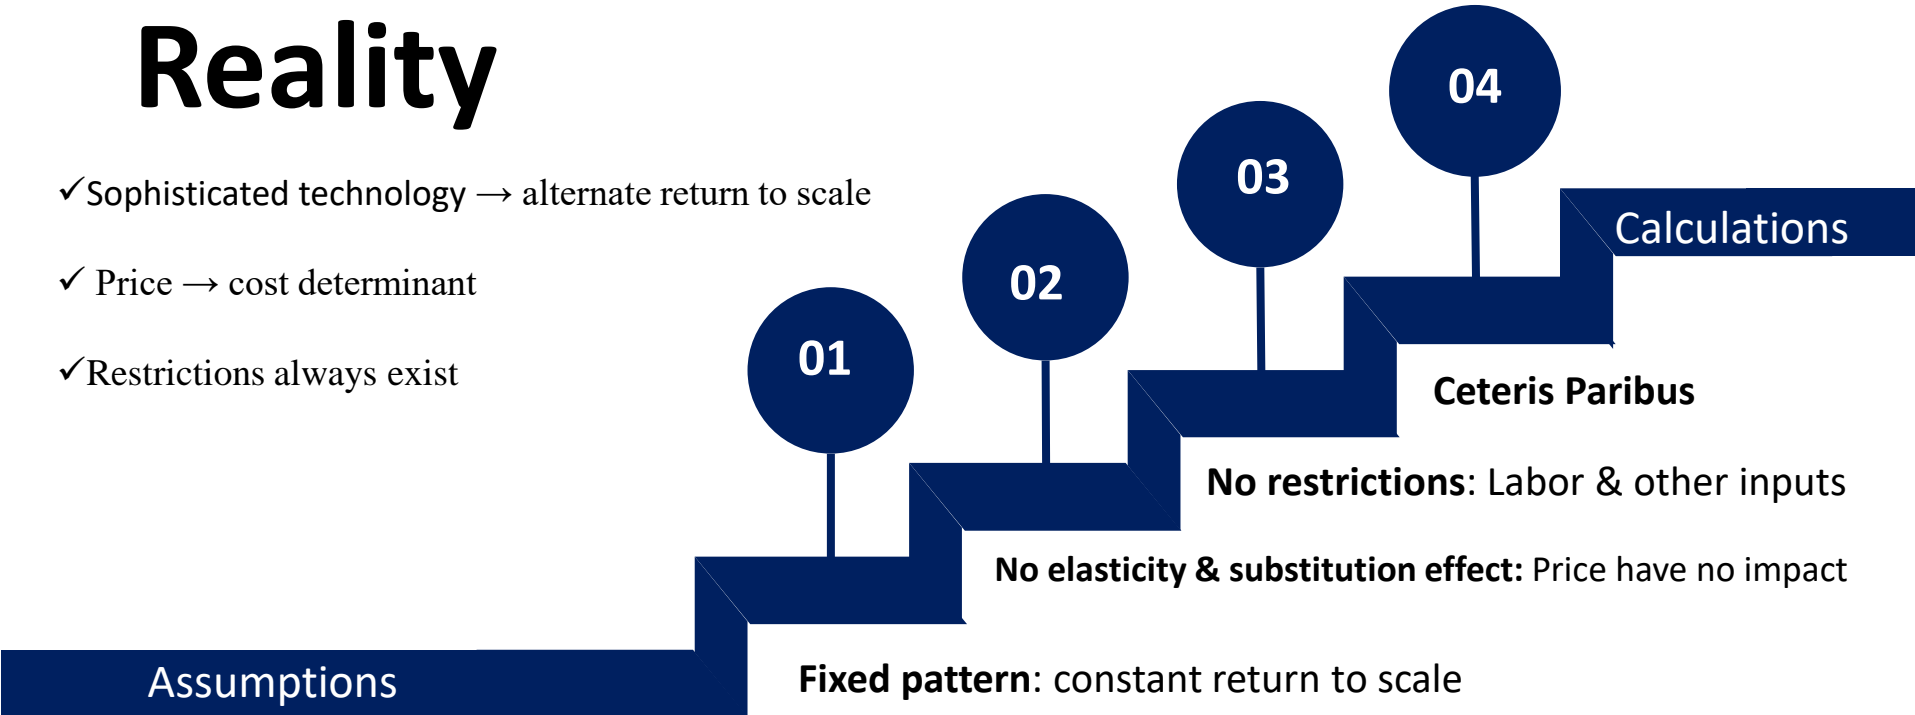 Reality
✓Sophisticated technology → alternate return to scale
✓ Price → cost determinant
✓Restrictions always exist
04
03
02
01
Calculations
Ceteris Paribus
No restrictions: Labor & other inputs
No elasticity & substitution effect: Price have no impact
Fixed pattern: constant return to scale
Assumptions